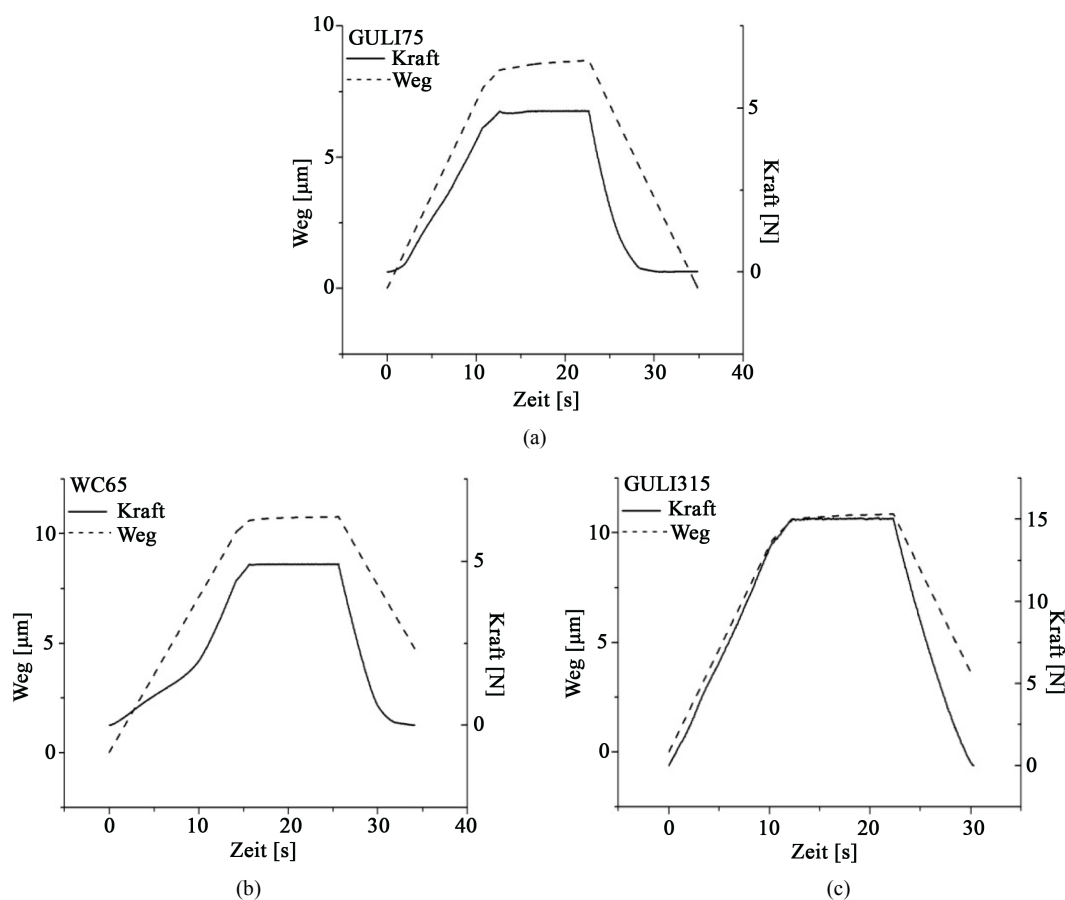 10
GULI75
Kraft
Weg
5
5
Weg [µm]
Kraft [N]
0
0
0 10 20 30 40
Zeit [s]
(a)
WC65
Kraft
Weg
10
5
5
Weg [µm]
Kraft [N]
0
0
0 10 20 30 40
Zeit [s]
(b)
GULI315
Kraft
Weg
10
15
10
5
5
Weg [µm]
Kraft [N]
0
0
0 10 20 30
Zeit [s]
(c)